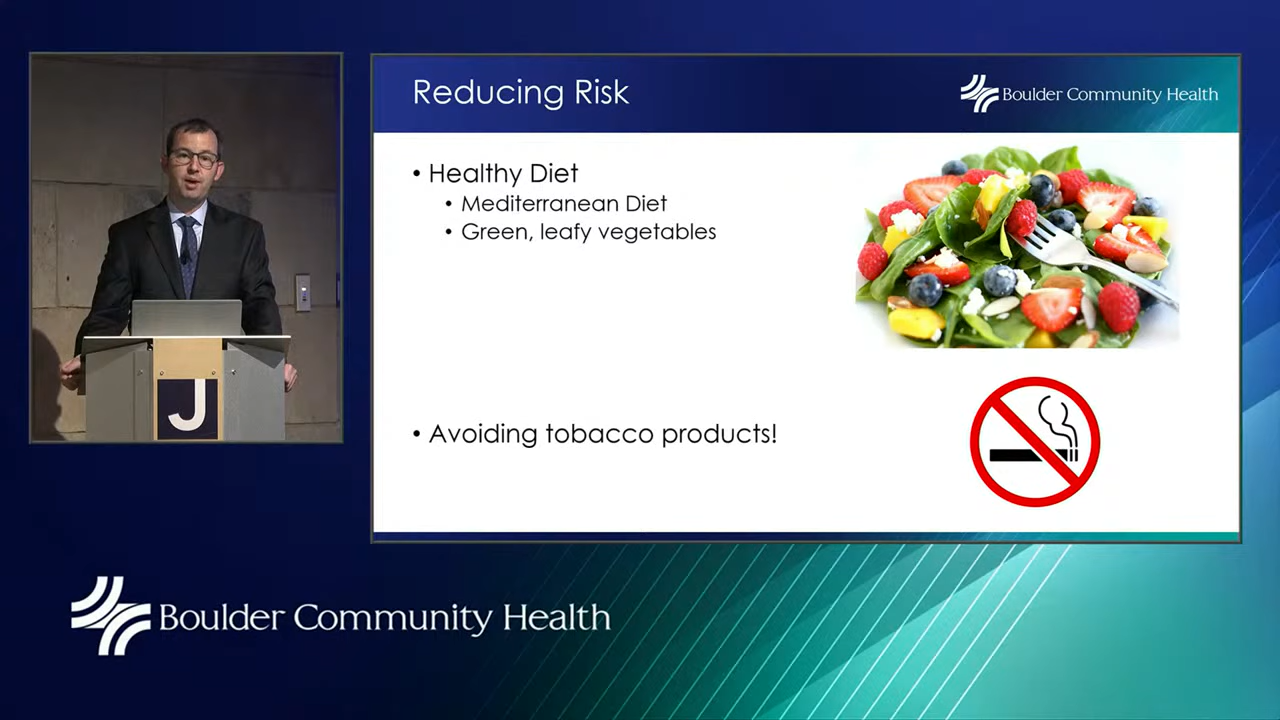 Reducing Risk
Boulder Community Health
• Healthy Diet
• Mediterranean Diet
• Green, leafy vegetables
• Avoiding tobacco products!
J
Boulder Community Health